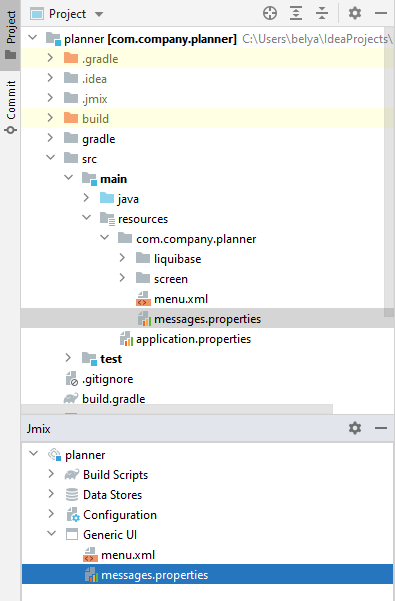 Project
Commit
Project
planner [com.company.planner] C:\Users\belya\IdeaProjects\
.gradle
.idea
.jmix
build
gradle
src
main
java
resources
com.company.planner
liquibase
screen
menu.xml
messages.properties
application.properties
test
.gitignore
build.gradle
Jmix
planner
Build Scripts
Data Stores
Configuration
Generic UI
menu.xml
messages.properties